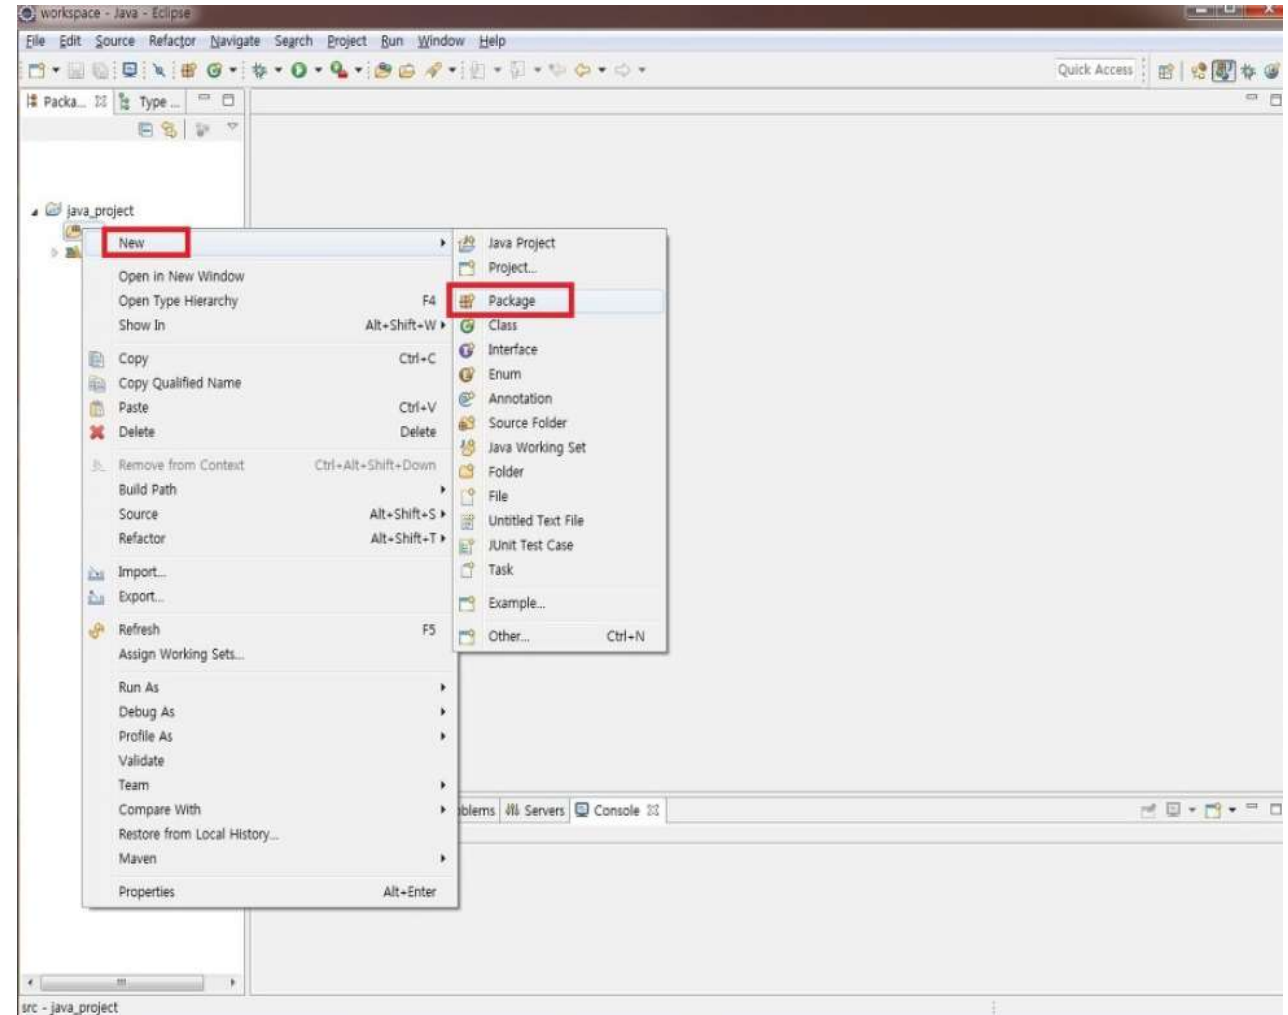 workspace - Java - Eclipse
File Edit Source Refactor Navigate Search Project Run Window Help
Quick Access
Packa... Type ...
java_project
New
Open in New Window
Open Type Hierarchy F4
Show In Alt+Shift+W
Copy Ctrl+C
Copy Qualified Name
Paste Ctrl+V
Delete Delete
Remove from Context Ctrl+Alt+Shift+Down
Build Path
Source Alt+Shift+S
Refactor Alt+Shift+T
Import...
Export...
Refresh F5
Assign Working Sets...
Run As
Debug As
Profile As
Validate
Team
Compare With
Restore from Local History...
Maven
Properties Alt+Enter
Java Project
Project...
Package
Class
Interface
Enum
Annotation
Source Folder
Java Working Set
Folder
File
Untitled Text File
JUnit Test Case
Task
Example...
Other... Ctrl+N
oblems Servers Console
src - java_project